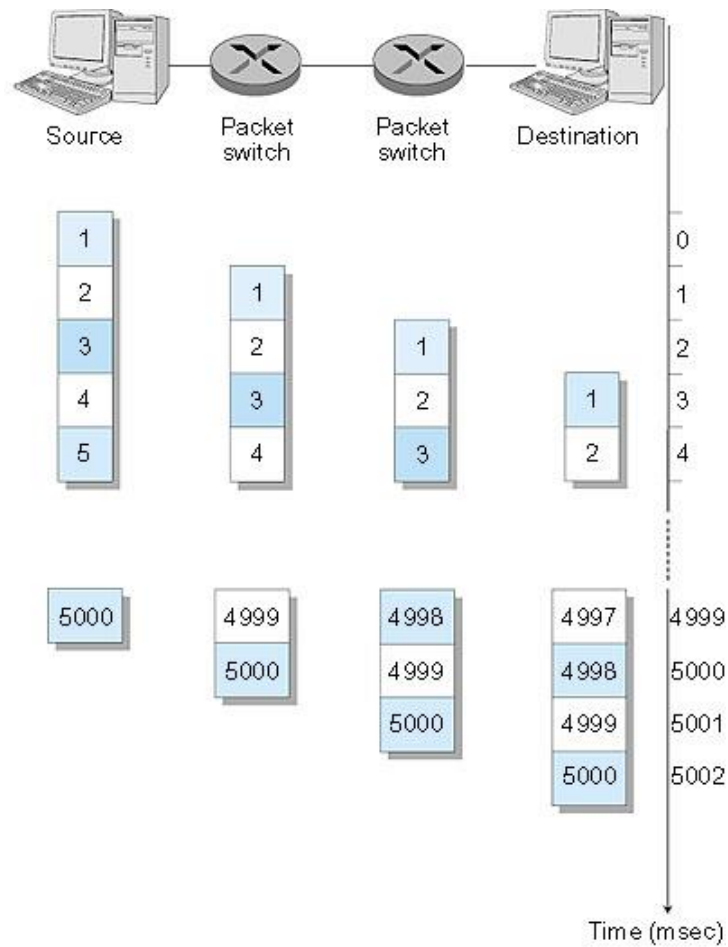 Source
Packet
switch
Packet
switch
Destination
1 0
2 1 1
3 2 1 2
4 3 2 1 3
5 4 3 2 4
5000 4999 4998 4997 4999
5000 4999 4998 5000
5000 4999 5001
5000 5002
Time (msec)